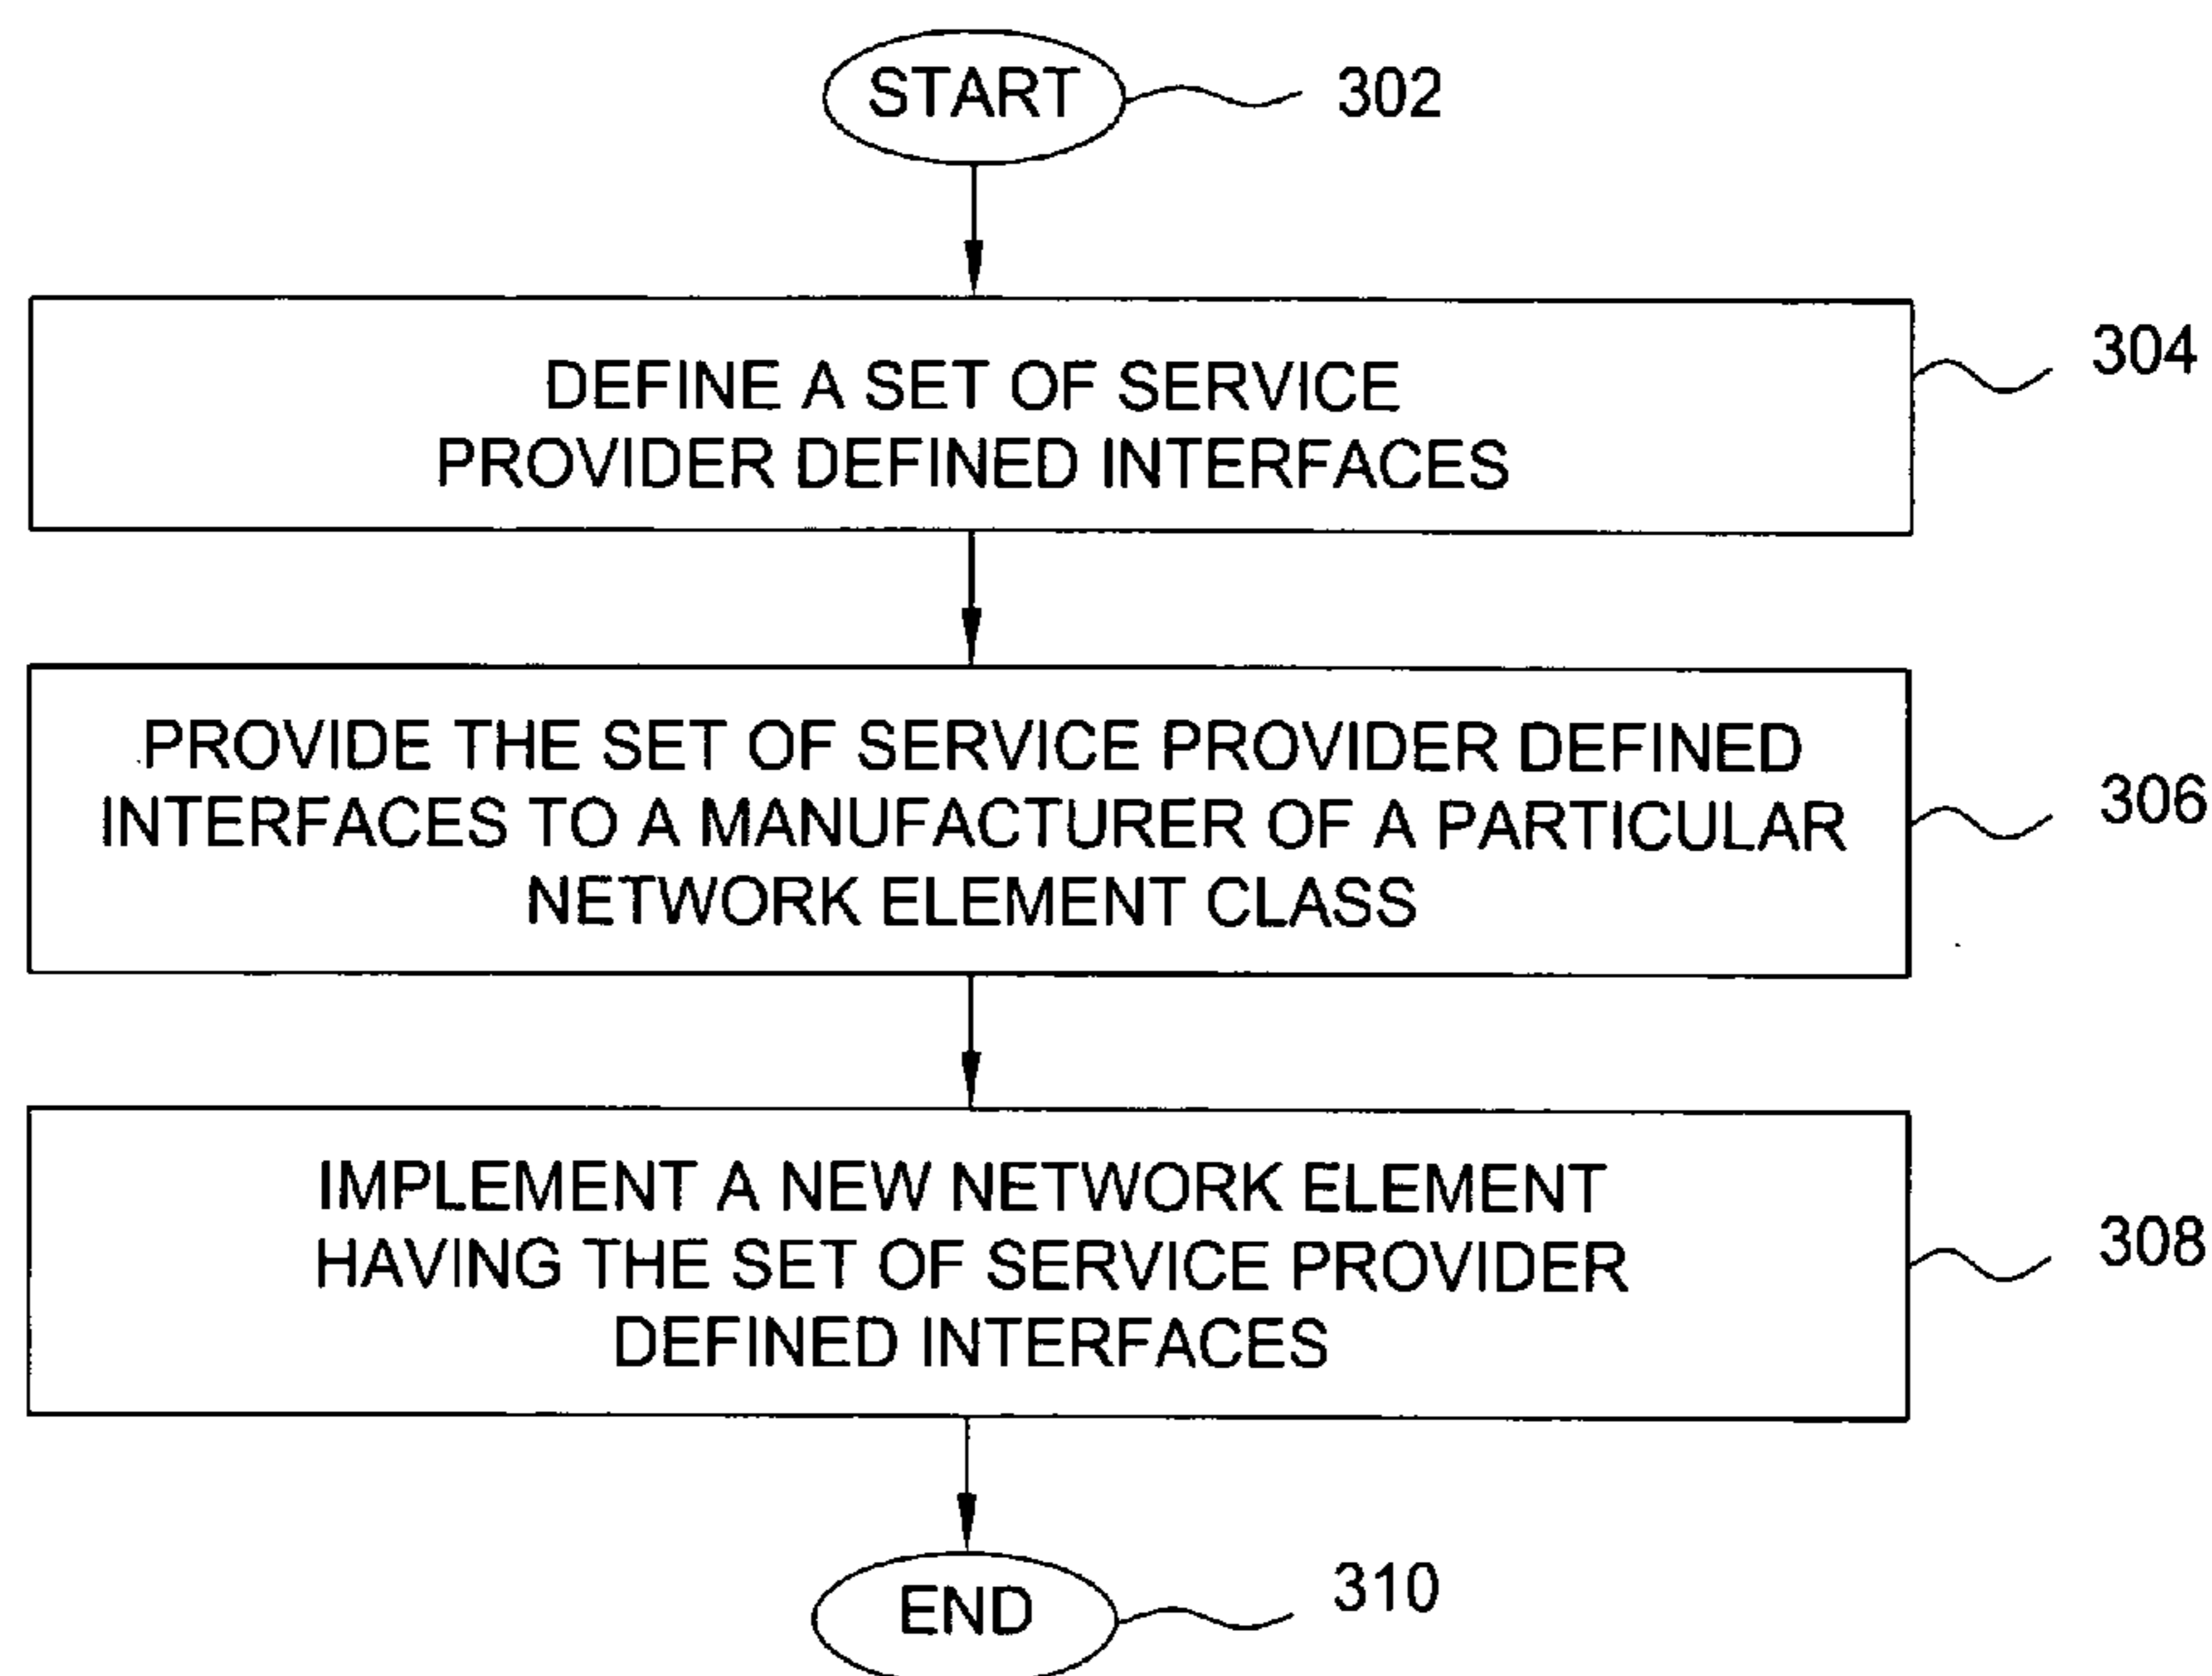 START
302
DEFINE A SET OF SERVICE
PROVIDER DEFINED INTERFACES
304
PROVIDE THE SET OF SERVICE PROVIDER DEFINED
INTERFACES TO A MANUFACTURER OF A PARTICULAR
NETWORK ELEMENT CLASS
306
IMPLEMENT A NEW NETWORK ELEMENT
HAVING THE SET OF SERVICE PROVIDER
DEFINED INTERFACES
308
END
310